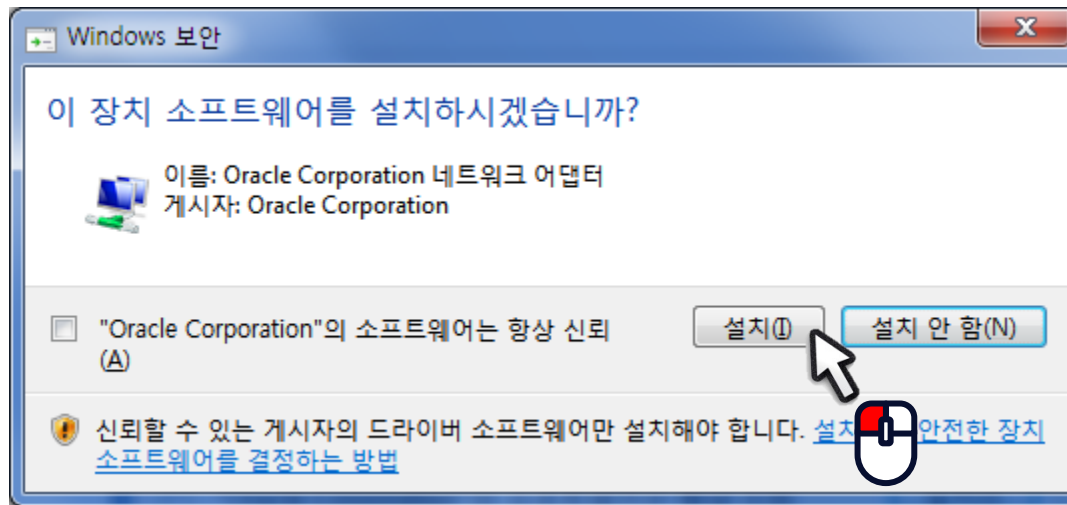 Windows 보안
이 장치 소프트웨어를 설치하시겠습니까?
이름: Oracle Corporation 네트워크 어댑터
게시자: Oracle Corporation
"Oracle Corporation"의 소프트웨어는 항상 신뢰
(A)
설치(I)
설치 안 함(N)
신뢰할 수 있는 게시자의 드라이버 소프트웨어만 설치해야 합니다. 설치 안전한 장치
소프트웨어를 결정하는 방법